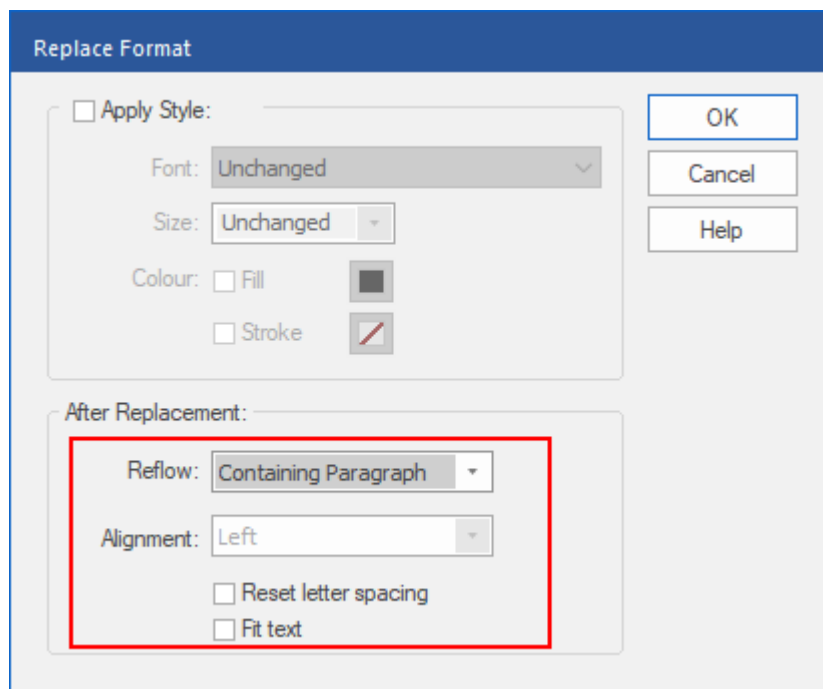 Replace Format
Apply Style:
OK
Font: Unchanged
Cancel
Size: Unchanged
Help
Colour: Fill
Stroke
After Replacement:
Reflow: Containing Paragraph
Alignment: Left
Reset letter spacing
Fit text